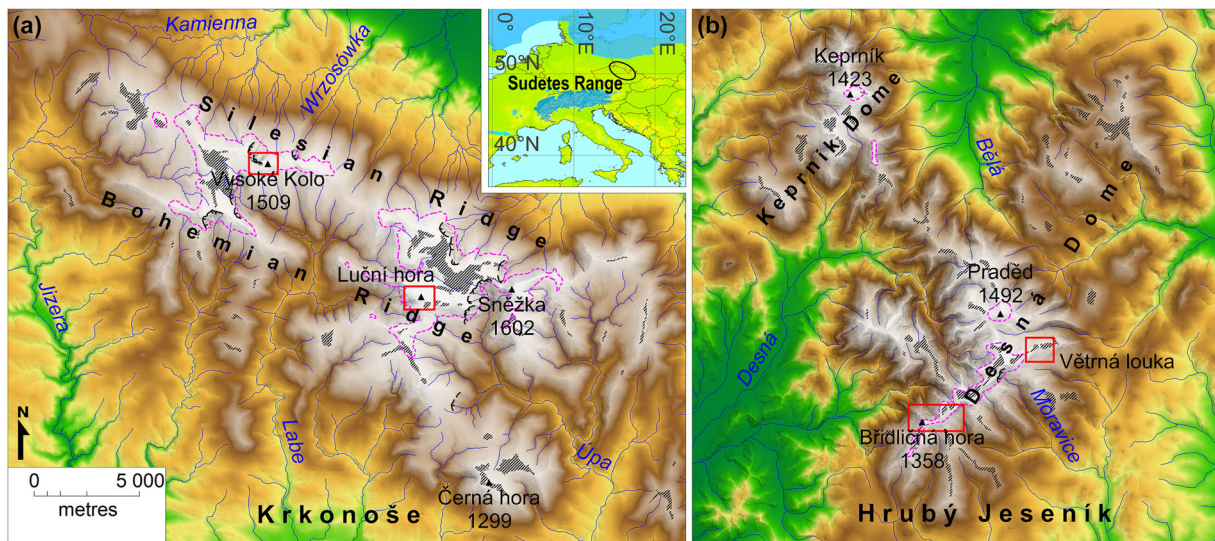 (a)
Kamienna
Wrzosówka
Silesian Ridge
Vysoké Kolo
1509
Bohemian Ridge
Luční hora
Sněžka
1602
Jizera
Labe
Úpa
Černá hora
1299
N
0 5 000
metres
Krkonoše
0°
10°E
20°E
50°N
Sudetes Range
40°N
(b)
Keprník
1423
Keprník Dome
Bělá
Desná Dome
Praděd
1492
Desná
Větrná louka
Moravice
Břidličná hora
1358
Hrubý Jeseník